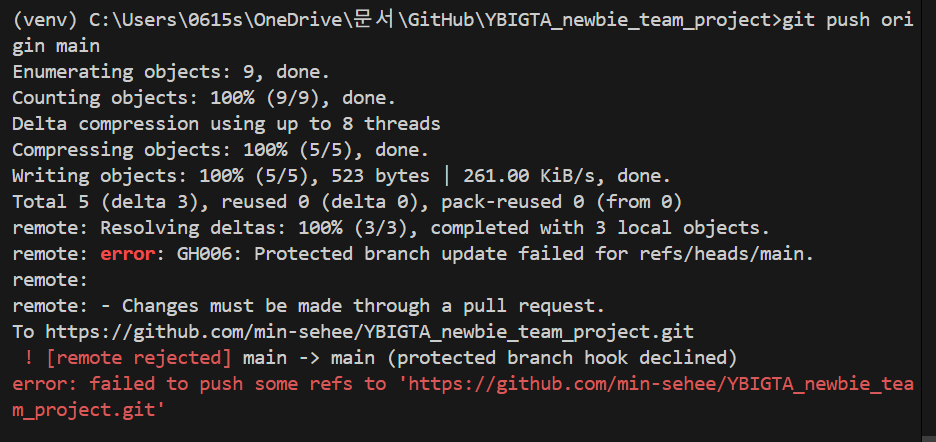 (venv) C:\Users\0615s\OneDrive\문서\GitHub\YBIGTA_newbie_team_project>git push ori
gin main
Enumerating objects: 9, done.
Counting objects: 100% (9/9), done.
Delta compression using up to 8 threads
Compressing objects: 100% (5/5), done.
Writing objects: 100% (5/5), 523 bytes | 261.00 KiB/s, done.
Total 5 (delta 3), reused 0 (delta 0), pack-reused 0 (from 0)
remote: Resolving deltas: 100% (3/3), completed with 3 local objects.
remote: error: GH006: Protected branch update failed for refs/heads/main.
remote:
remote: - Changes must be made through a pull request.
To https://github.com/min-sehee/YBIGTA_newbie_team_project.git
 ! [remote rejected] main -> main (protected branch hook declined)
error: failed to push some refs to 'https://github.com/min-sehee/YBIGTA_newbie_tea
m_project.git'